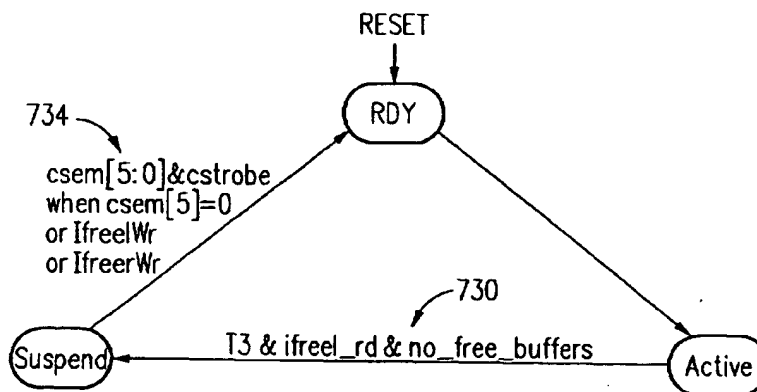 RESET
RDY
734
csem[5:0]&cstrobe
when csem[5]=0
or IfreelWr
or IfreerWr
730
T3 & ifreel_rd & no_free_buffers
Suspend
Active